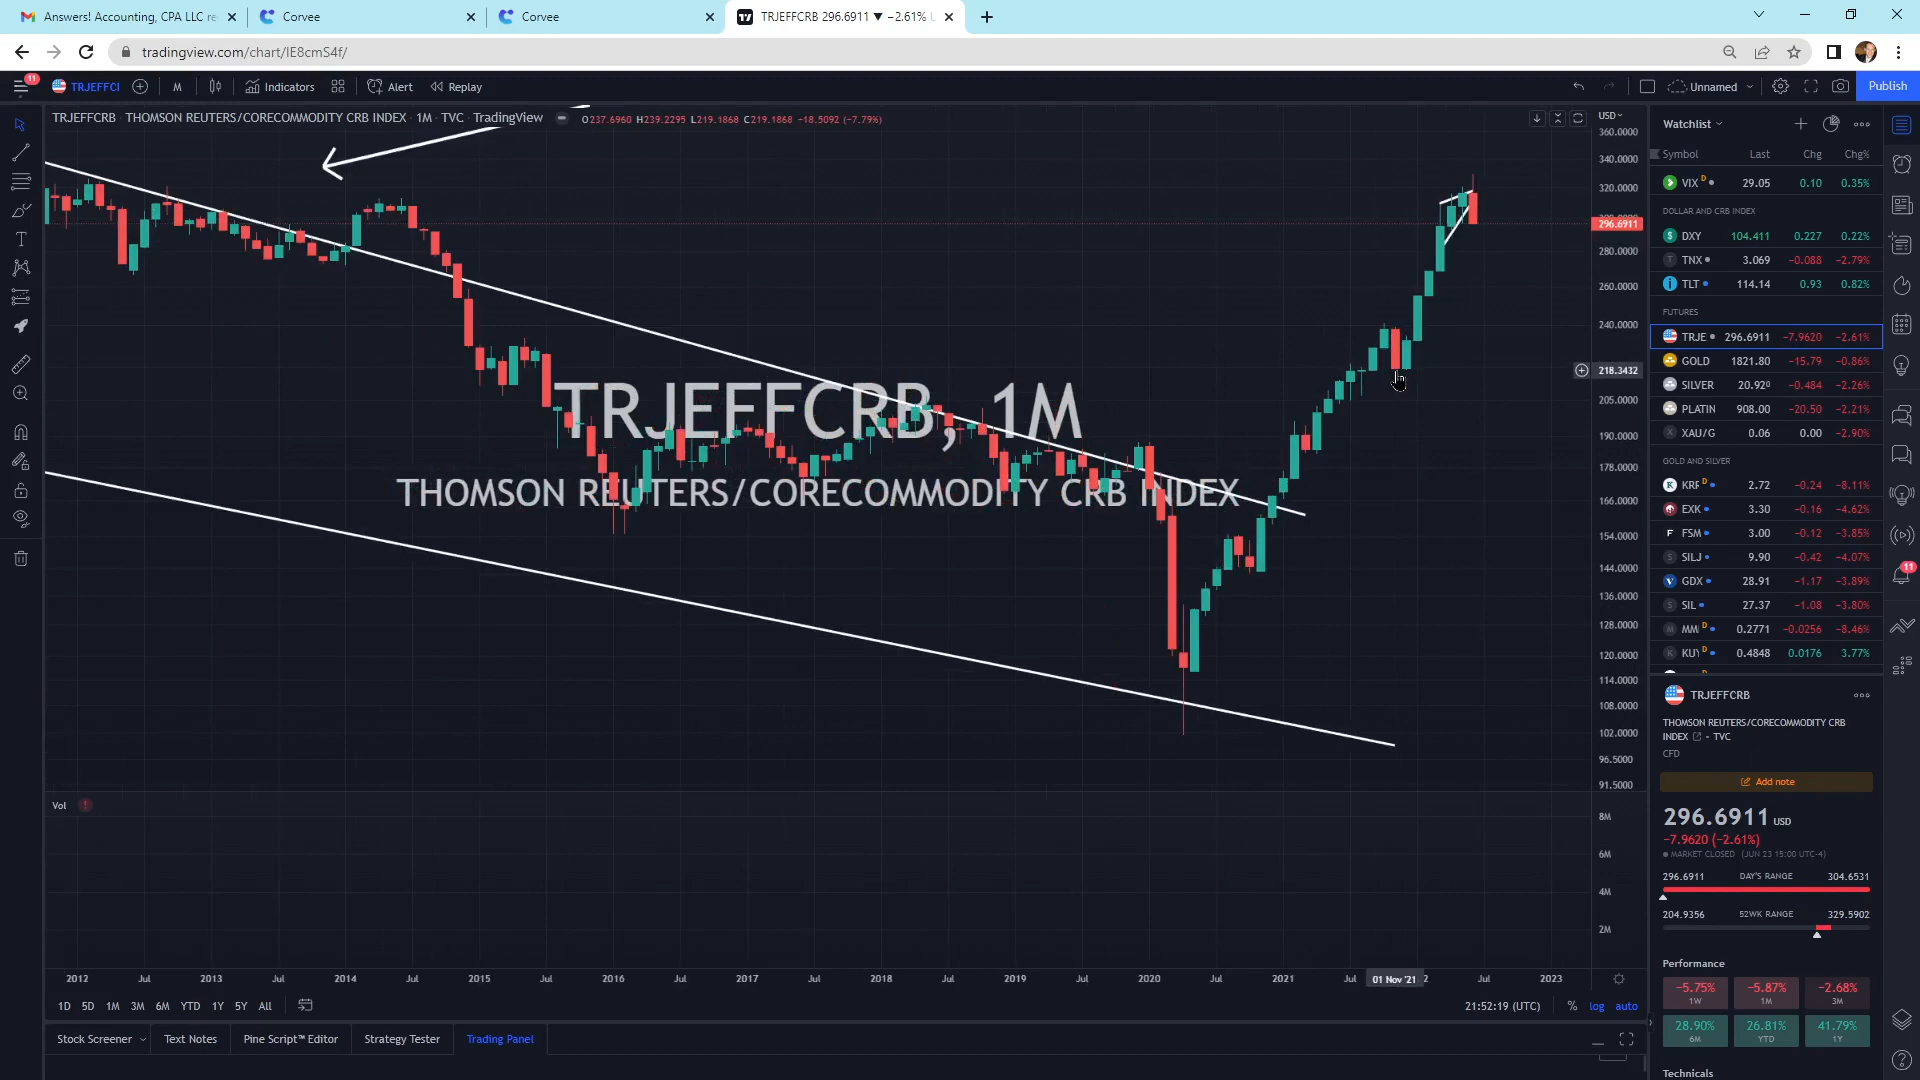 Answers! Accounting, CPA LLC re
Corvee
Corvee
TRJEFFCRB 296.6911 ▼ −2.61% U
tradingview.com/chart/lE8cmS4f/
11
TRJEFFCI
M
Indicators
Alert
Replay
Unnamed
Publish
TRJEFFCRB THOMSON REUTERS/CORECOMMODITY CRB INDEX · 1M · TVC TradingView
O237.6960 H239.2295 L219.1868 C219.1868 −18.5092 (−7.79%)
USD
360.0000
340.0000
320.0000
296.6911
280.0000
260.0000
240.0000
218.3432
205.0000
190.0000
178.0000
166.0000
154.0000
144.0000
136.0000
128.0000
120.0000
114.0000
108.0000
102.0000
96.5000
91.5000
TRJEFFCRB, 1M
THOMSON REUTERS/CORECOMMODITY CRB INDEX
Vol
8M
6M
4M
2M
2012 Jul 2013 Jul 2014 Jul 2015 Jul 2016 Jul 2017 Jul 2018 Jul 2019 Jul 2020 Jul 2021 Jul 01 Nov '21 2 Jul 2023
1D 5D 1M 3M 6M YTD 1Y 5Y All
21:52:19 (UTC) % log auto
Stock Screener Text Notes Pine Script™ Editor Strategy Tester Trading Panel
Watchlist
Symbol Last Chg Chg%
VIX D 29.05 0.10 0.35%
DOLLAR AND CRB INDEX
DXY 104.411 0.227 0.22%
TNX 3.069 −0.088 −2.79%
TLT 114.14 0.93 0.82%
FUTURES
TRJE 296.6911 −7.9620 −2.61%
GOLD 1821.80 −15.79 −0.86%
SILVER 20.920 −0.484 −2.26%
PLATIN 908.00 −20.50 −2.21%
XAU/G 0.06 0.00 −2.90%
GOLD AND SILVER
KRF D 2.72 −0.24 −8.11%
EXK 3.30 −0.16 −4.62%
FSM 3.00 −0.12 −3.85%
SILJ 9.90 −0.42 −4.07%
GDX 28.91 −1.17 −3.89%
SIL 27.37 −1.08 −3.80%
MMI D 0.2771 −0.0256 −8.46%
KUY D 0.4848 0.0176 3.77%
11
TRJEFFCRB
THOMSON REUTERS/CORECOMMODITY CRB
INDEX - TVC
CFD
Add note
296.6911 USD
−7.9620 (−2.61%)
MARKET CLOSED (JUN 23 15:00 UTC-4)
296.6911 DAY'S RANGE 304.6531
204.9356 52WK RANGE 329.5902
Performance
−5.75% −5.87% −2.68%
1W 1M 3M
28.90% 26.81% 41.79%
6M YTD 1Y
Technicals